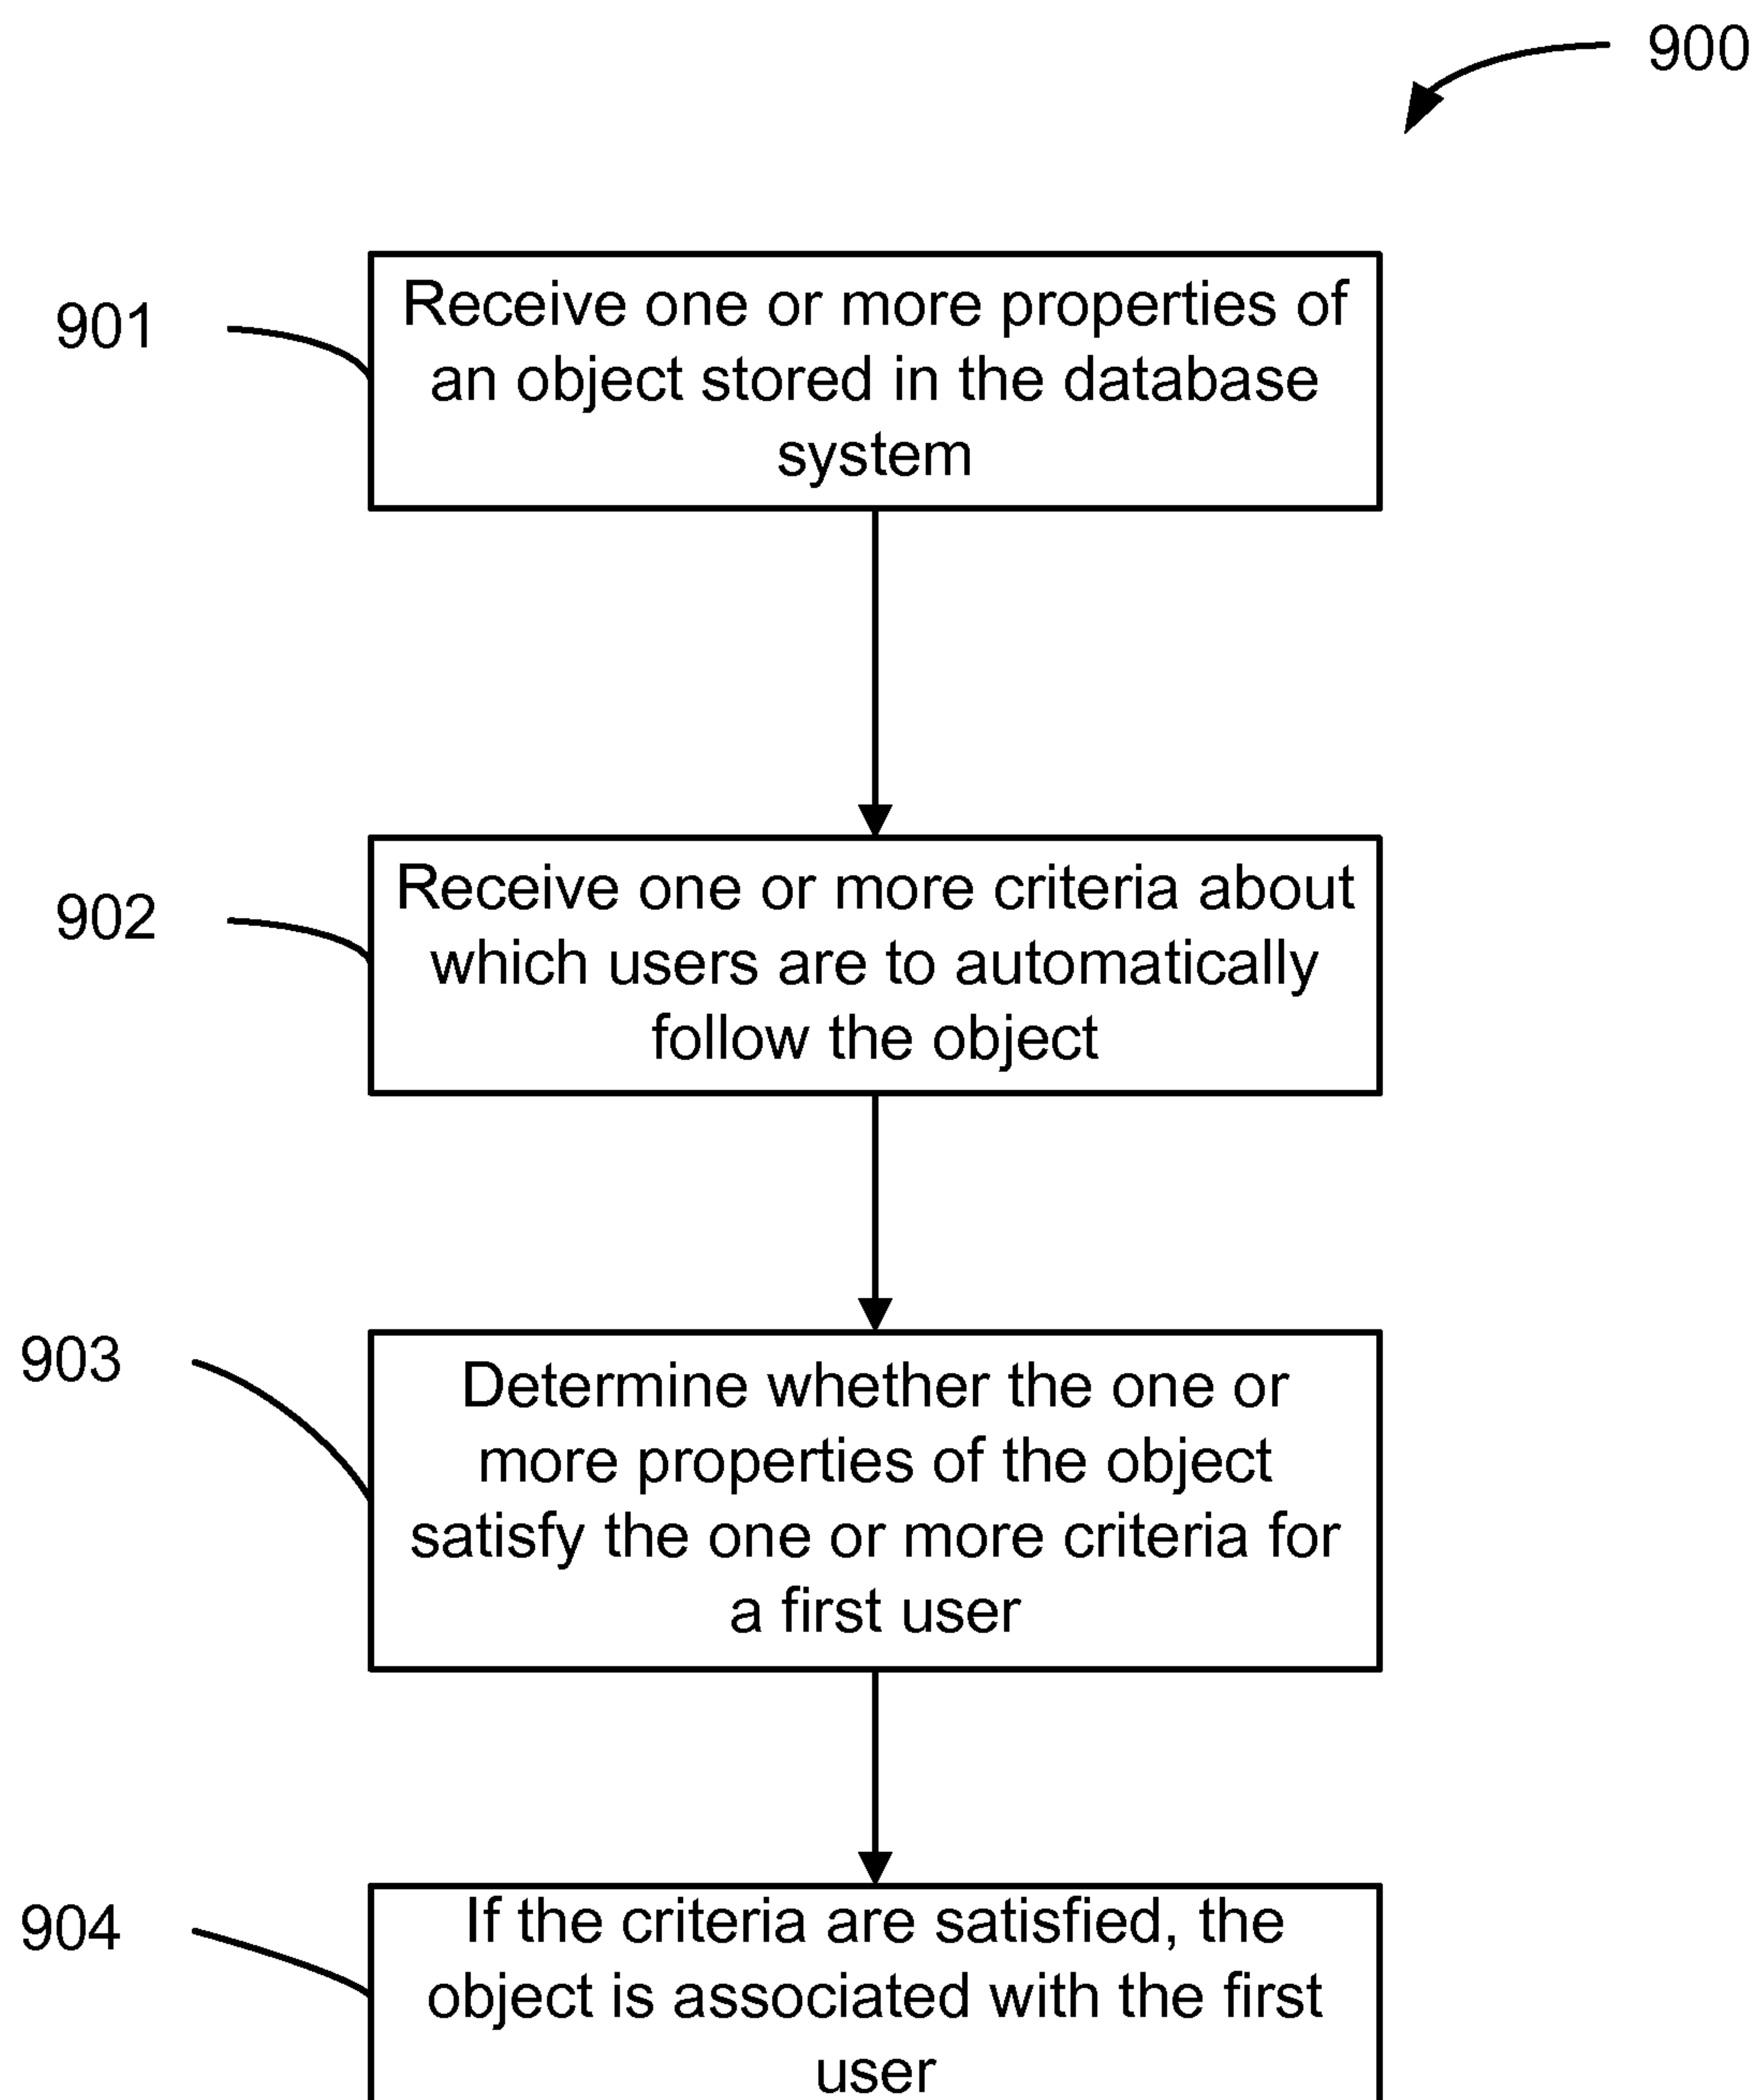 900
901
Receive one or more properties of
an object stored in the database
system
902
Receive one or more criteria about
which users are to automatically
follow the object
903
Determine whether the one or
more properties of the object
satisfy the one or more criteria for
a first user
904
If the criteria are satisfied, the
object is associated with the first
user